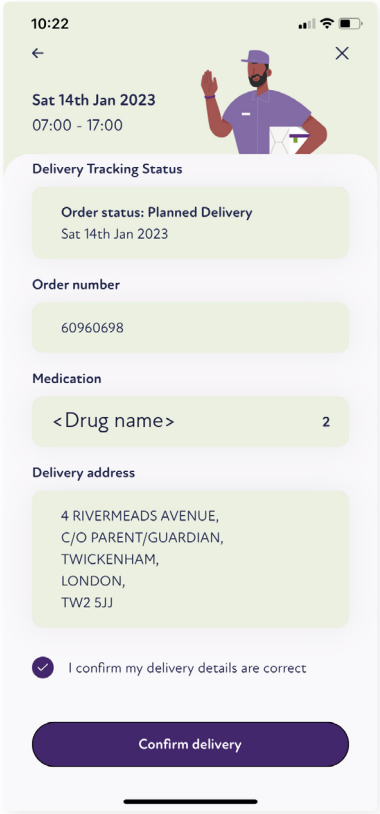 10:22
Sat 14th Jan 2023
07:00 - 17:00
Delivery Tracking Status
Order status: Planned Delivery
Sat 14th Jan 2023
Order number
60960698
Medication
<Drug name> 2
Delivery address
4 RIVERMEADS AVENUE,
C/O PARENT/GUARDIAN,
TWICKENHAM,
LONDON,
TW2 5JJ
I confirm my delivery details are correct
Confirm delivery